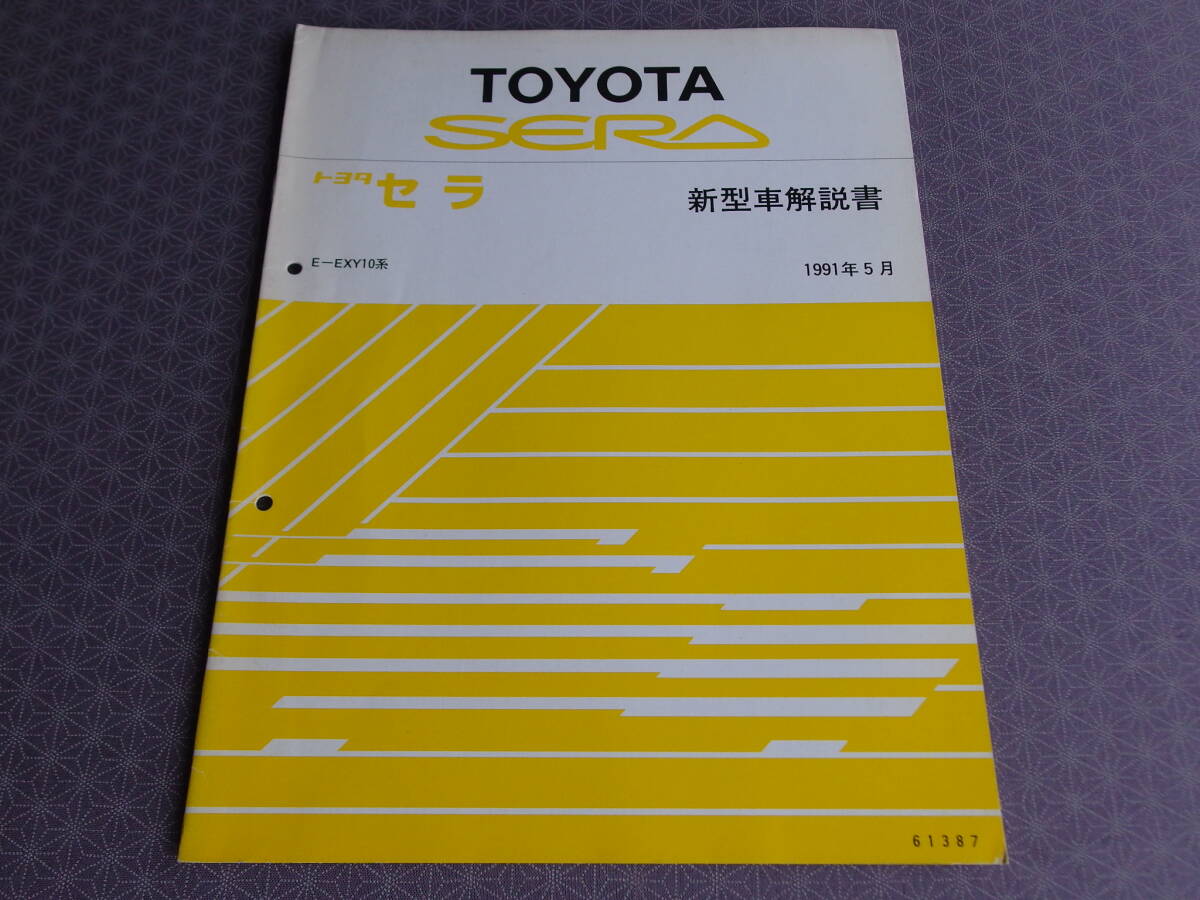 TOYOTA
SERA
トヨタ セラ
新型車解説書
E-EXY10系
1991年5月
61387